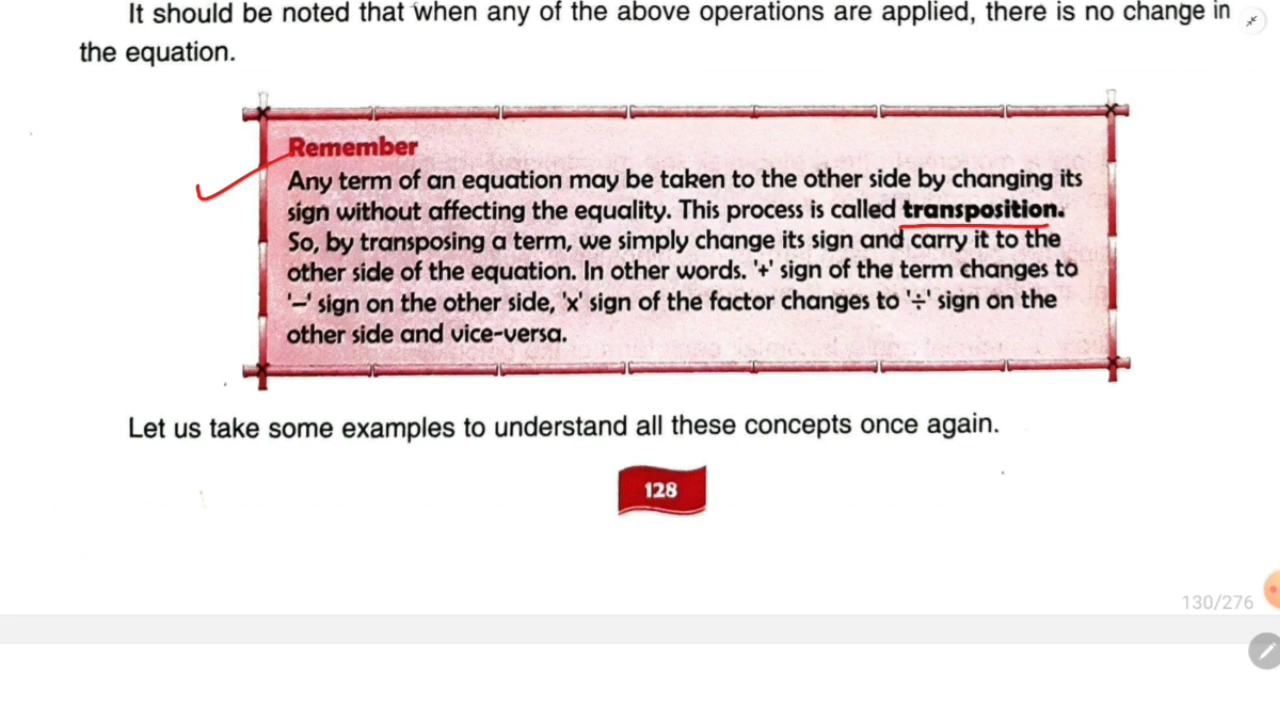 It should be noted that when any of the above operations are applied, there is no change in
the equation.
Remember
Any term of an equation may be taken to the other side by changing its
sign without affecting the equality. This process is called transposition.
So, by transposing a term, we simply change its sign and carry it to the
other side of the equation. In other words. '+' sign of the term changes to
'–' sign on the other side, 'x' sign of the factor changes to '÷' sign on the
other side and vice-versa.
Let us take some examples to understand all these concepts once again.
128
130/276